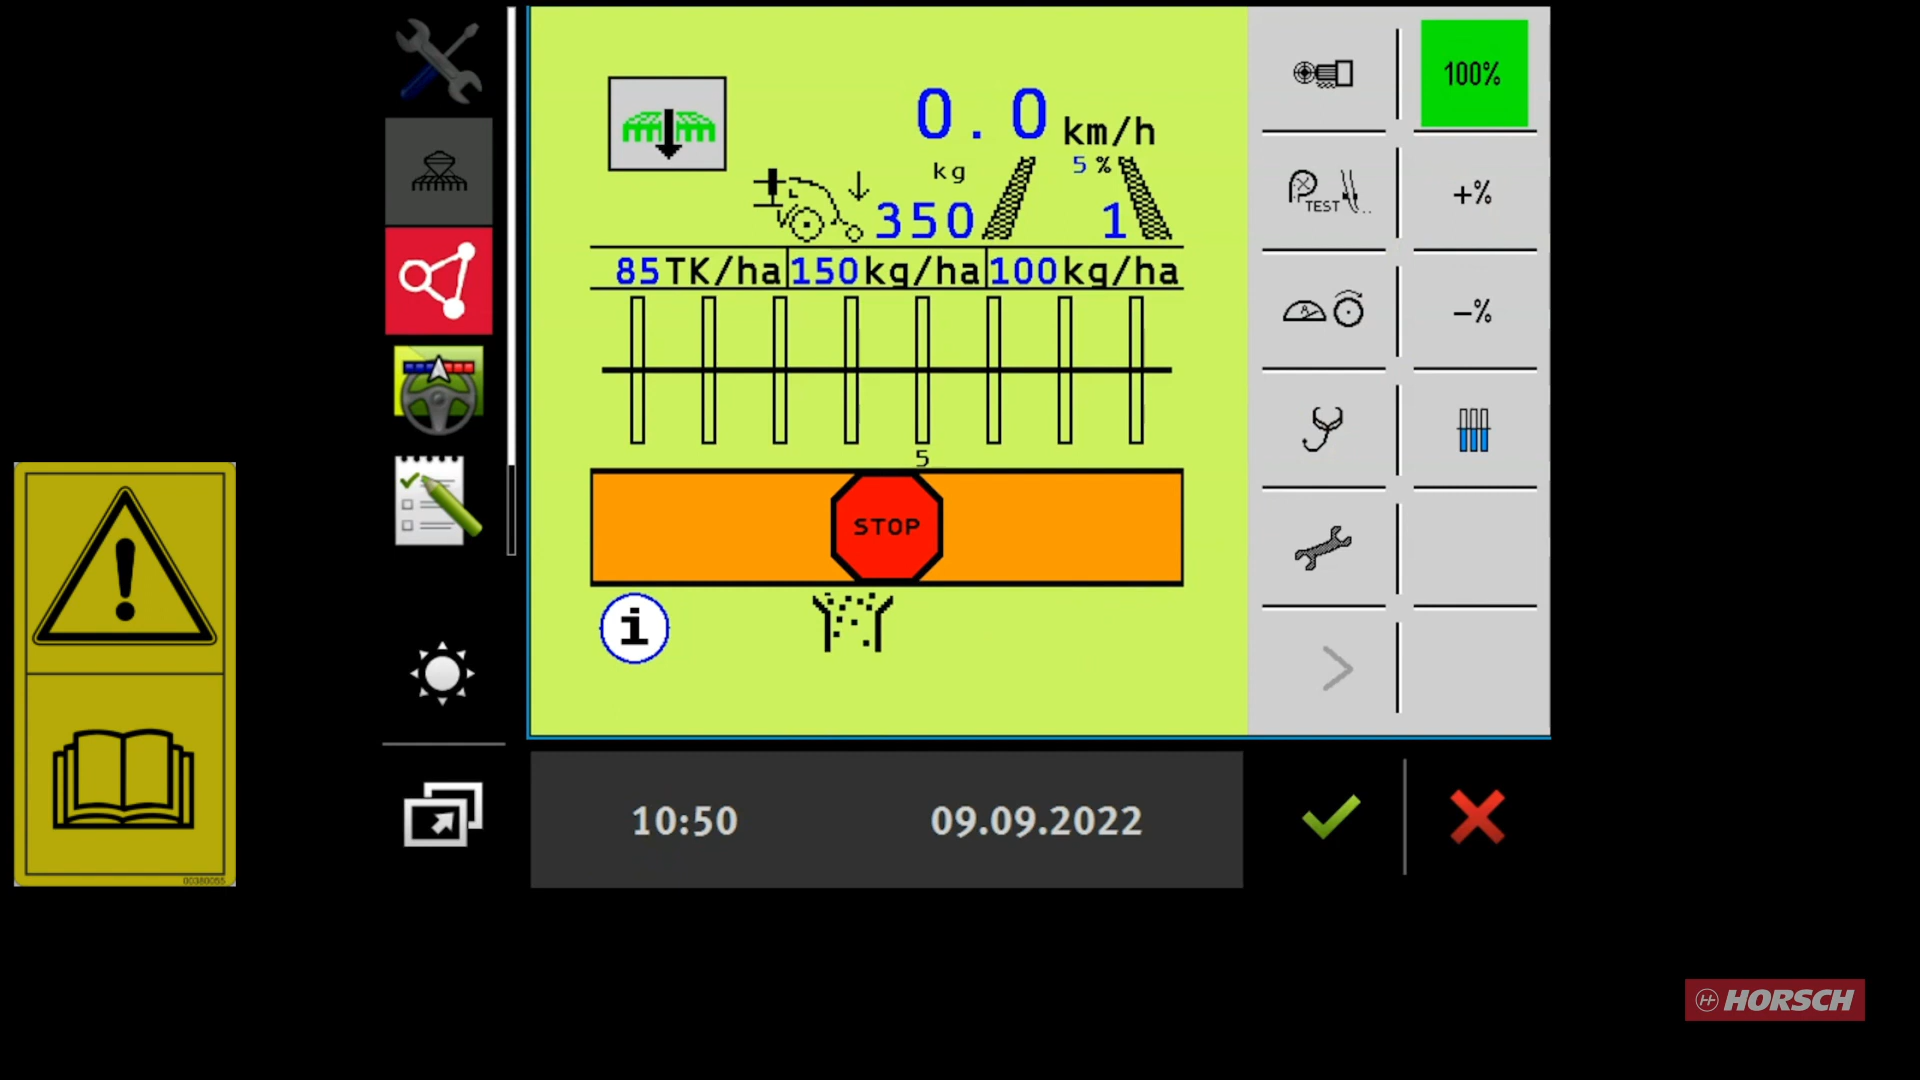 0.0 km/h
100%
kg
5 %
350
1
TEST
+%
85TK/ha 150kg/ha 100kg/ha
-%
5
STOP
i
10:50 09.09.2022
00380055
HORSCH